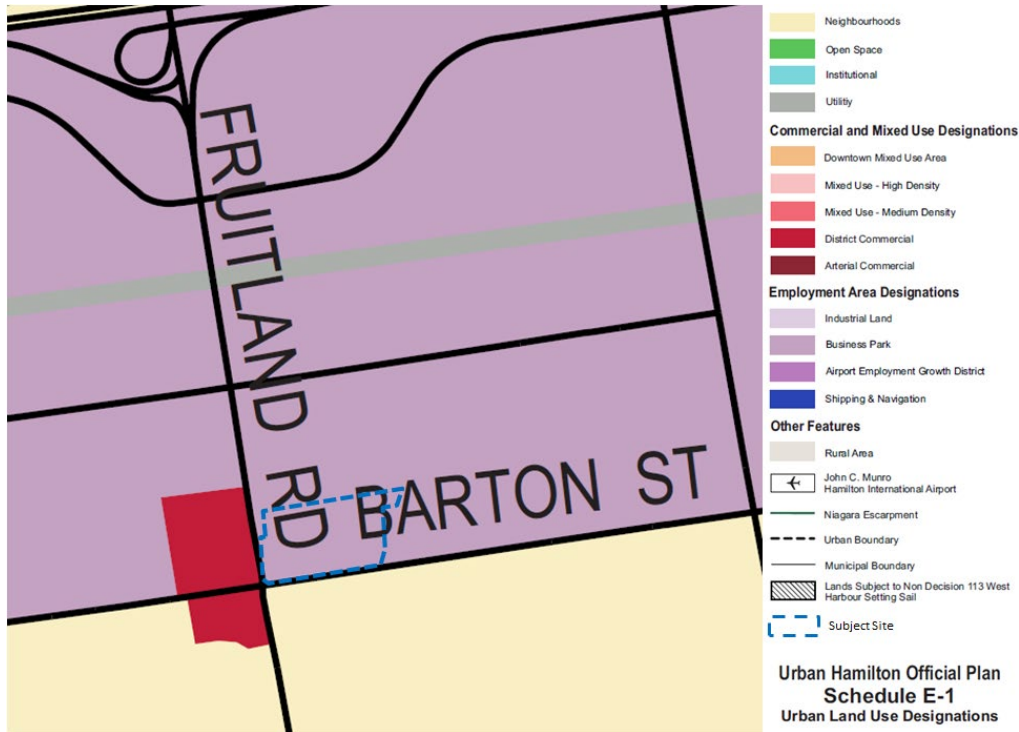 FRUITLAND RD
BARTON ST
Neighbourhoods
Open Space
Institutional
Utilitiy
Commercial and Mixed Use Designations
Downtown Mixed Use Area
Mixed Use - High Density
Mixed Use - Medium Density
District Commercial
Arterial Commercial
Employment Area Designations
Industrial Land
Business Park
Airport Employment Growth District
Shipping & Navigation
Other Features
Rural Area
John C. Munro
Hamilton International Airport
Niagara Escarpment
Urban Boundary
Municipal Boundary
Lands Subject to Non Decision 113 West
Harbour Setting Sail
Subject Site
Urban Hamilton Official Plan
Schedule E-1
Urban Land Use Designations